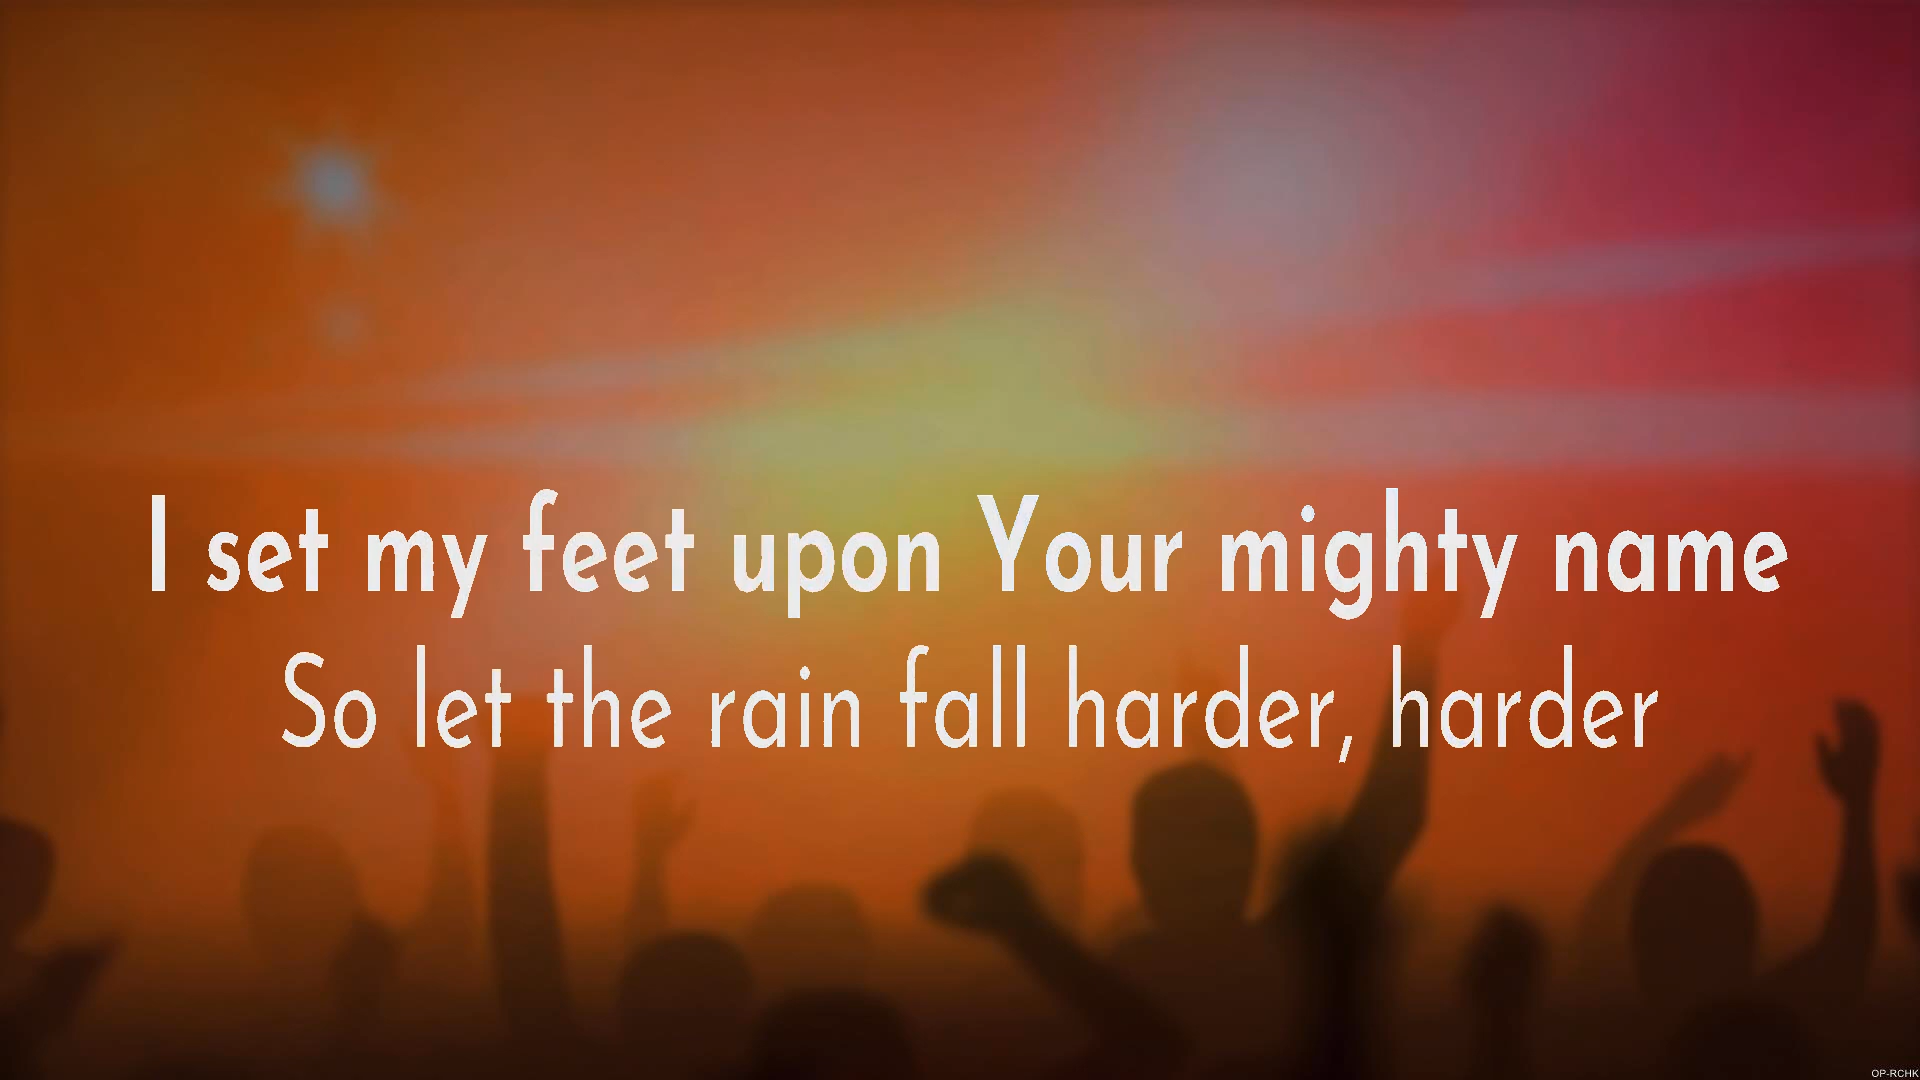 I set my feet upon Your mighty name
So let the rain fall harder, harder
OP-RCHK